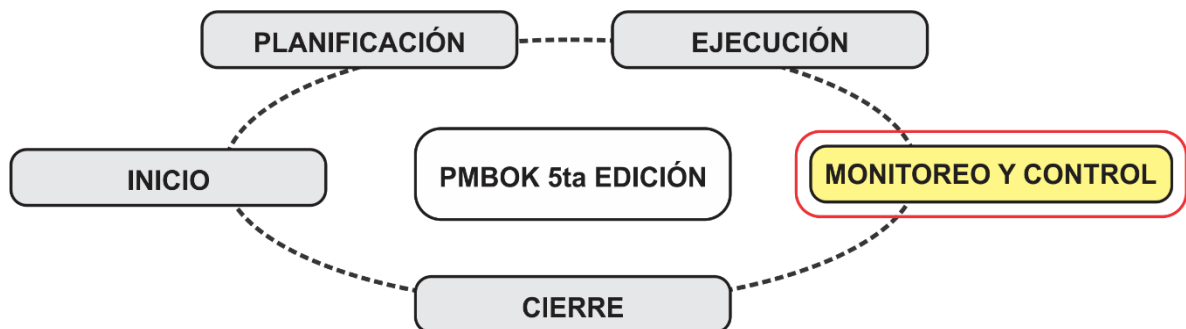 PLANIFICACIÓN
EJECUCIÓN
INICIO
PMBOK 5ta EDICIÓN
MONITOREO Y CONTROL
CIERRE